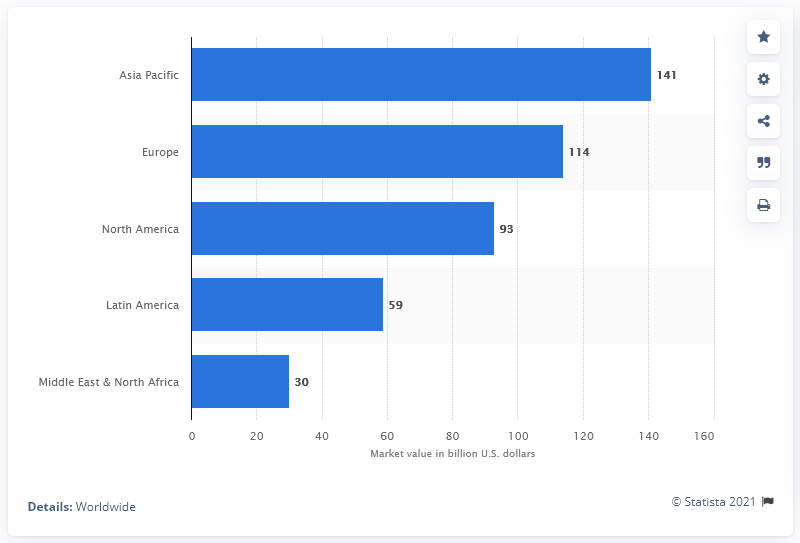 Asia Pacific 141
Europe 114
North America 93
Latin America 59
Middle East & North Africa 30
0 20 40 60 80 100 120 140 160
Market value in billion U.S. dollars
Details: Worldwide
© Statista 2021